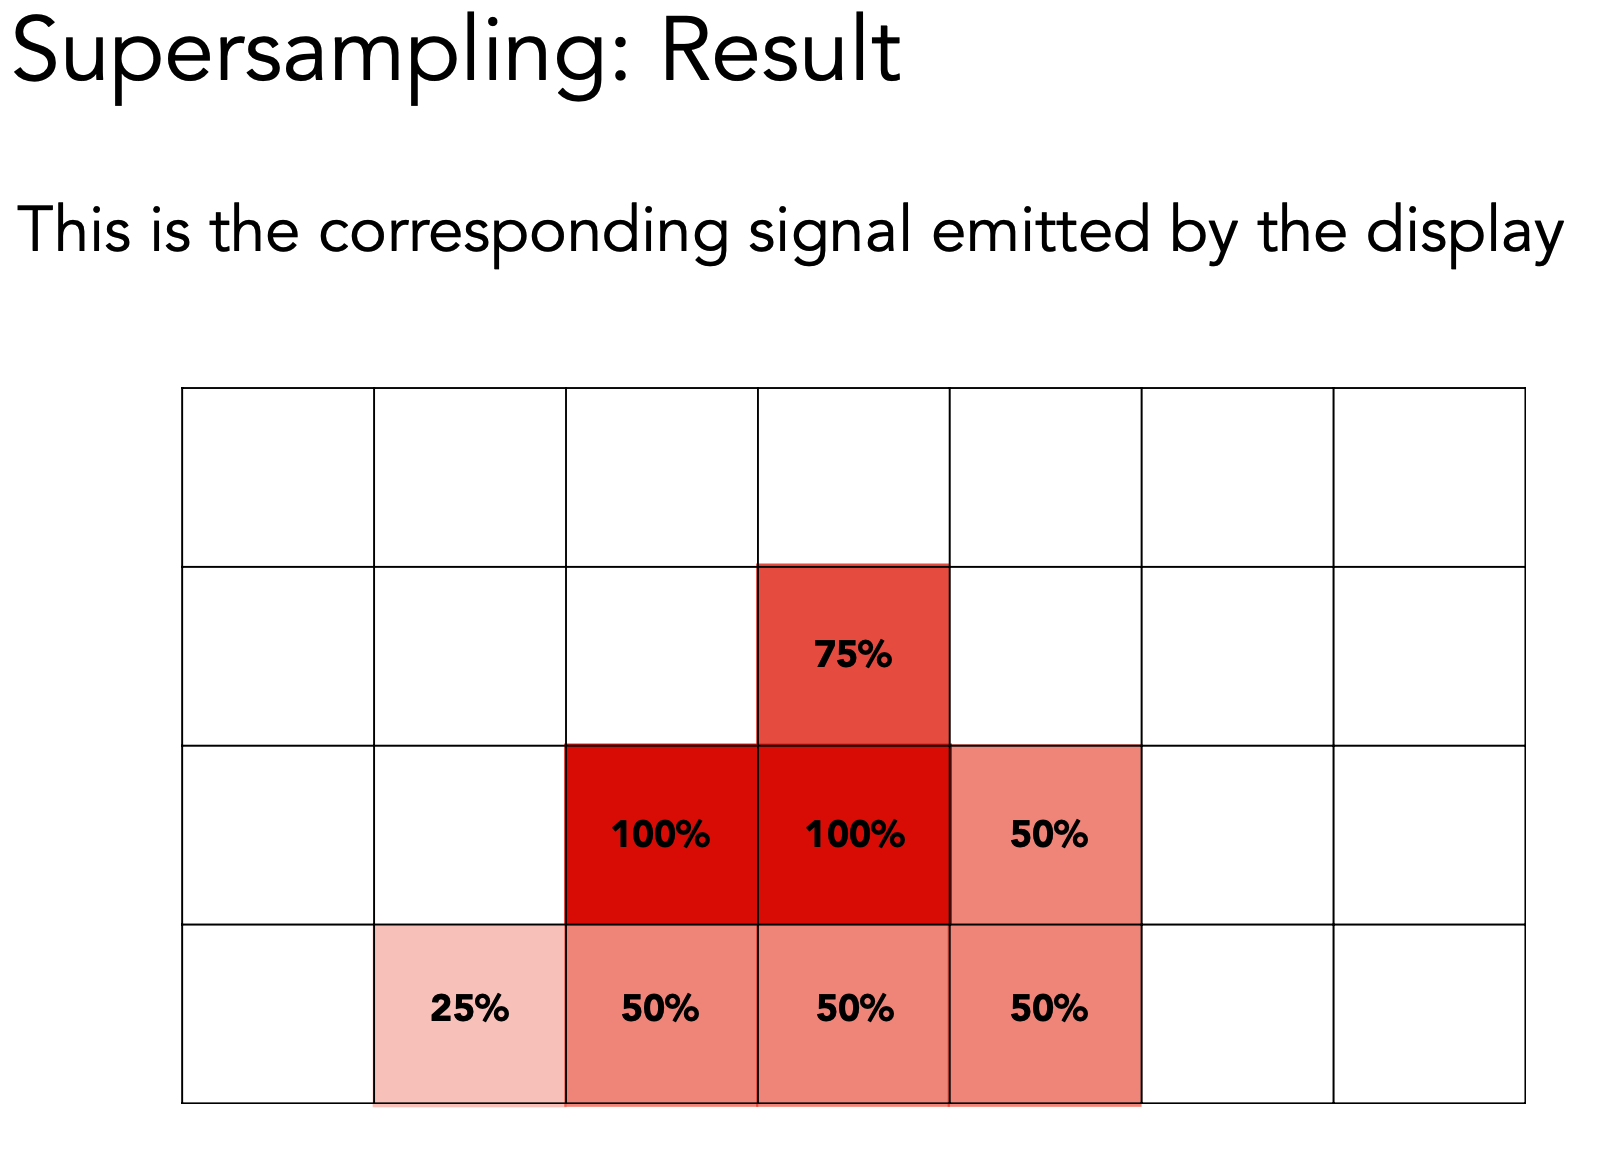 Supersampling: Result
This is the corresponding signal emitted by the display
75%
100% 100% 50%
25% 50% 50% 50%